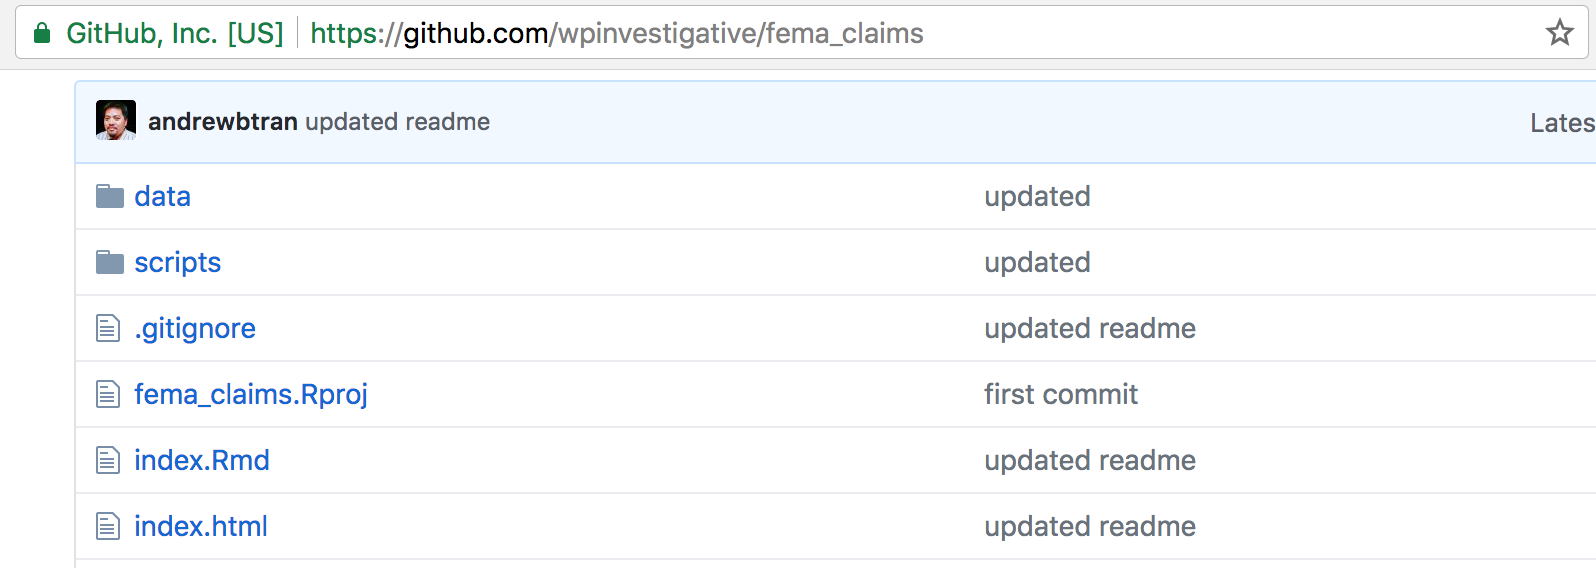 GitHub, Inc. [US] https://github.com/wpinvestigative/fema_claims
andrewbtran updated readme Lates
data updated
scripts updated
.gitignore updated readme
fema_claims.Rproj first commit
index.Rmd updated readme
index.html updated readme